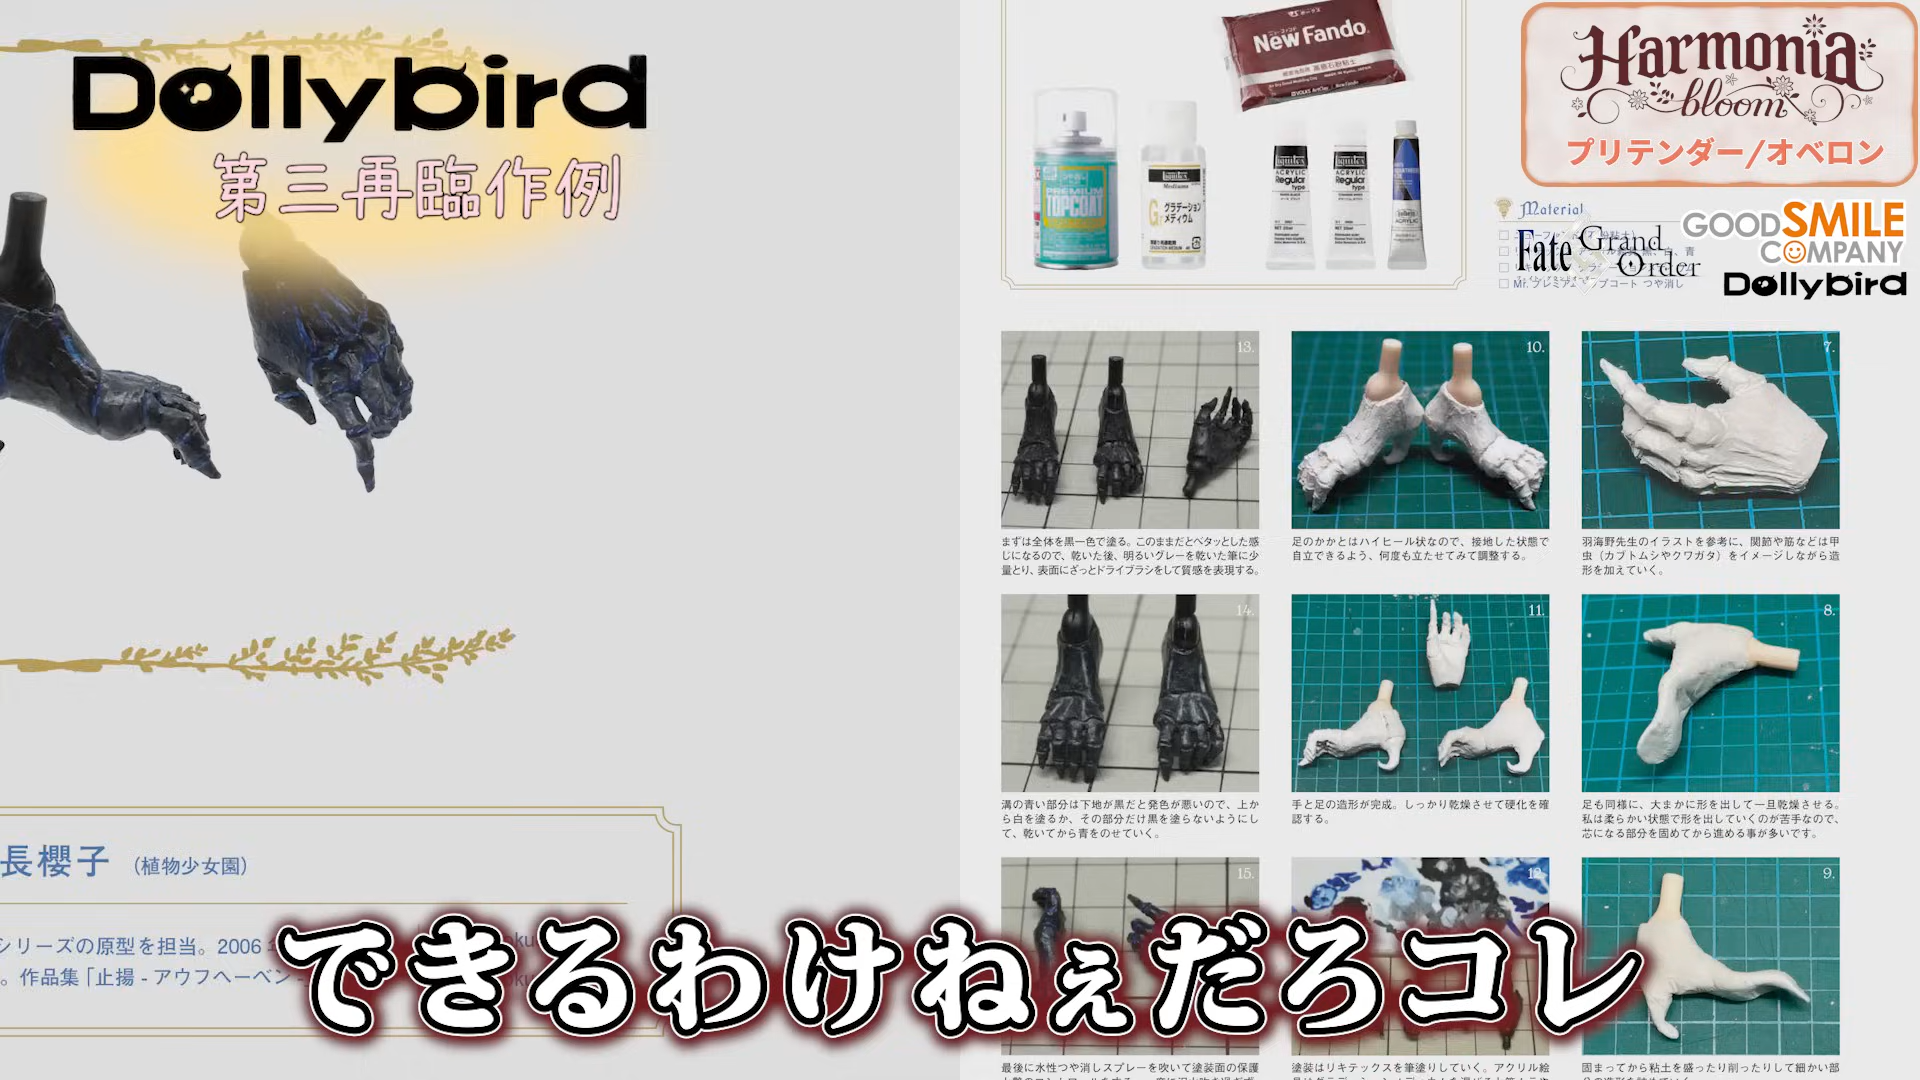 Dollybird
第三再臨作例
New Fando
PREMIUM
TOPCOAT
Liquitex
Mediums
グラデーション
メディウム
Liquitex
ACRYLIC
Regular
type
Liquitex
ACRYLIC
Regular
type
Harmonia
bloom
プリテンダー/オベロン
Material
Fate Grand Order
GOOD SMILE
COMPANY
Dollybird
13.
まずは全体を黒一色で塗る。このままだとベタッとした感
じになるので、乾いた後、明るいグレーを乾いた筆に少
量とり、表面にざっとドライブラシをして質感を表現する。
10.
足のかかとはハイヒール状なので、接地した状態で
自立できるよう、何度も立たせてみて調整する。
7.
羽海野先生のイラストを参考に、関節や筋などは甲
虫（カブトムシやクワガタ）をイメージしながら造
形を加えていく。
14.
溝の青い部分は下地が黒だと発色が悪いので、上か
ら白を塗るか、その部分だけ黒を塗らないようにし
て、乾いてから青をのせていく。
11.
手と足の造形が完成。しっかり乾燥させて硬化を確
認する。
8.
足も同様に、大まかに形を出して一旦乾燥させる。
私は柔らかい状態で形を出していくのが苦手なので、
芯になる部分を固めてから進める事が多いです。
15.
最後に水性つや消しスプレーを吹いて塗装面の保護
12.
塗装はリキテックスを筆塗りしていく。アクリル絵
9.
固まってから粘土を盛ったり削ったりして細かい部
長櫻子（植物少女園）
シリーズの原型を担当。2006
。作品集「止揚 - アウフヘーベン -
できるわけねぇだろコレ